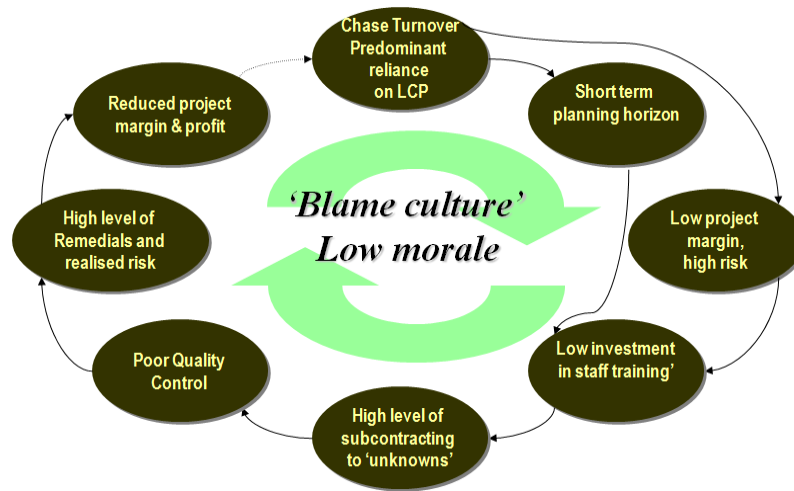 Chase Turnover
Predominant
reliance
on LCP
Short term
planning horizon
Low project
margin,
high risk
Low investment
in staff training’
High level of
subcontracting
to ‘unknowns’
Poor Quality
Control
High level of
Remedials and
realised risk
Reduced project
margin & profit
‘Blame culture’
Low morale